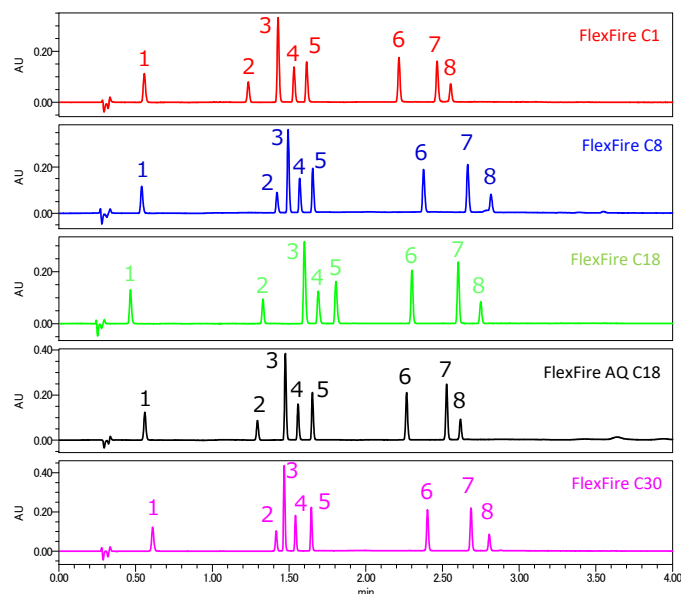 FlexFire C1
AU
0.20
0.00
1 2 3 4 5 6 7 8
FlexFire C8
AU
0.20
0.00
1 2 3 4 5 6 7 8
FlexFire C18
AU
0.20
0.00
1 2 3 4 5 6 7 8
FlexFire AQ C18
AU
0.40
0.20
0.00
1 2 3 4 5 6 7 8
FlexFire C30
AU
0.40
0.20
0.00
1 2 3 4 5 6 7 8
0.00 0.50 1.00 1.50 2.00 2.50 3.00 3.50 4.00
min